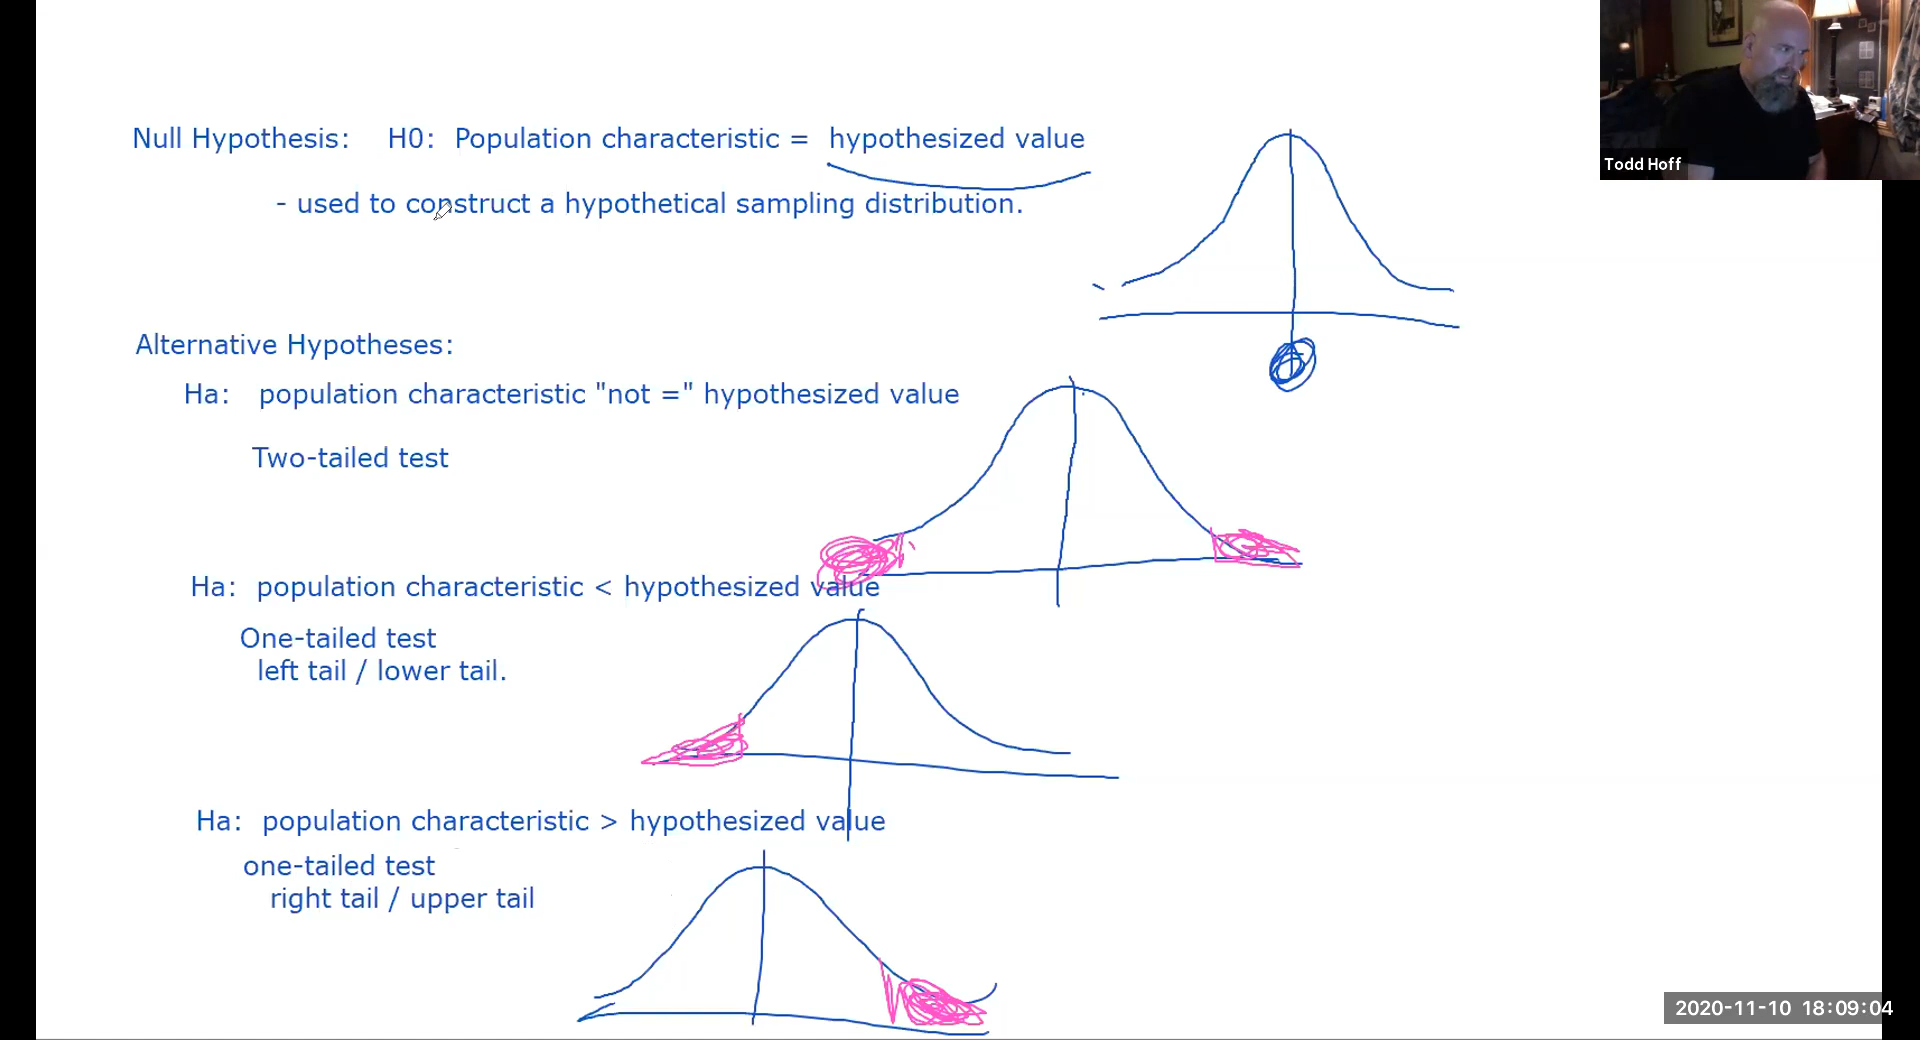 Null Hypothesis: H0: Population characteristic = hypothesized value
- used to construct a hypothetical sampling distribution.
Alternative Hypotheses:
Ha: population characteristic "not =" hypothesized value
Two-tailed test
Ha: population characteristic < hypothesized value
One-tailed test
left tail / lower tail.
Ha: population characteristic > hypothesized value
one-tailed test
right tail / upper tail
Todd Hoff
2020-11-10 18:09:04